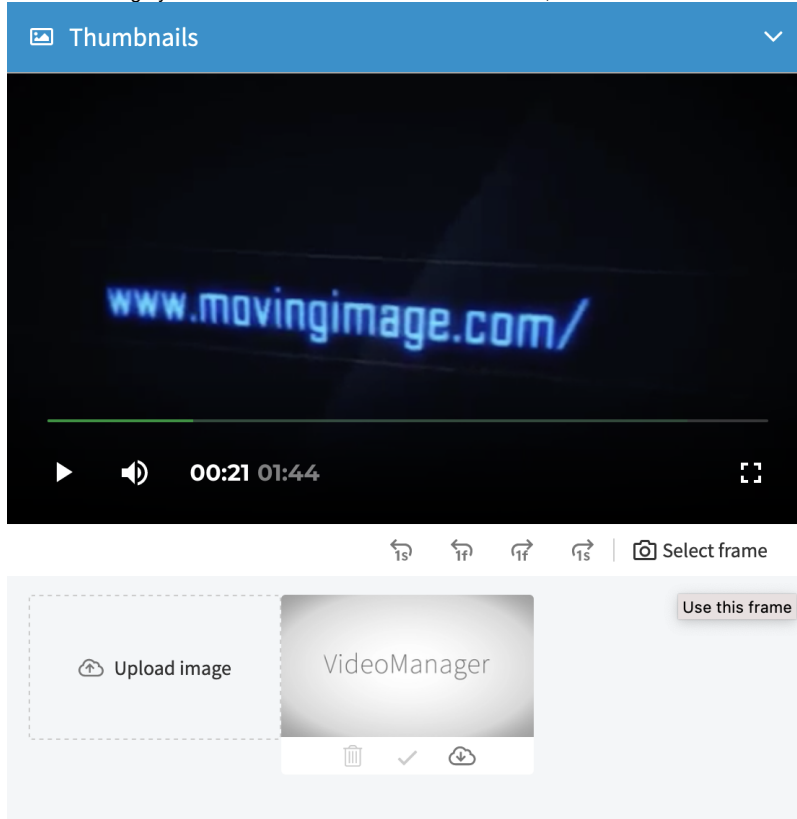 Thumbnails
www.movingimage.com/
00:21 01:44
1s 1f 1f 1s Select frame
Use this frame
Upload image
VideoManager